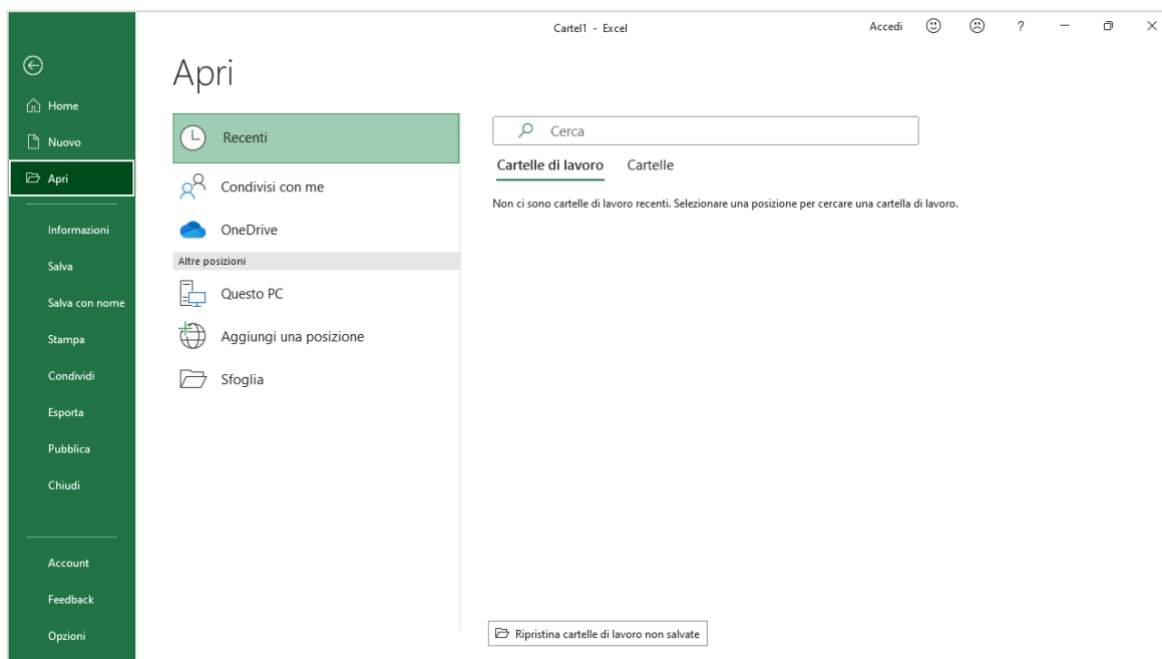 Cartel1 - Excel
Accedi
?
Apri
Home
Nuovo
Apri
Informazioni
Salva
Salva con nome
Stampa
Condividi
Esporta
Pubblica
Chiudi
Account
Feedback
Opzioni
Recenti
Condivisi con me
OneDrive
Altre posizioni
Questo PC
Aggiungi una posizione
Sfoglia
Cerca
Cartelle di lavoro Cartelle
Non ci sono cartelle di lavoro recenti. Selezionare una posizione per cercare una cartella di lavoro.
Ripristina cartelle di lavoro non salvate